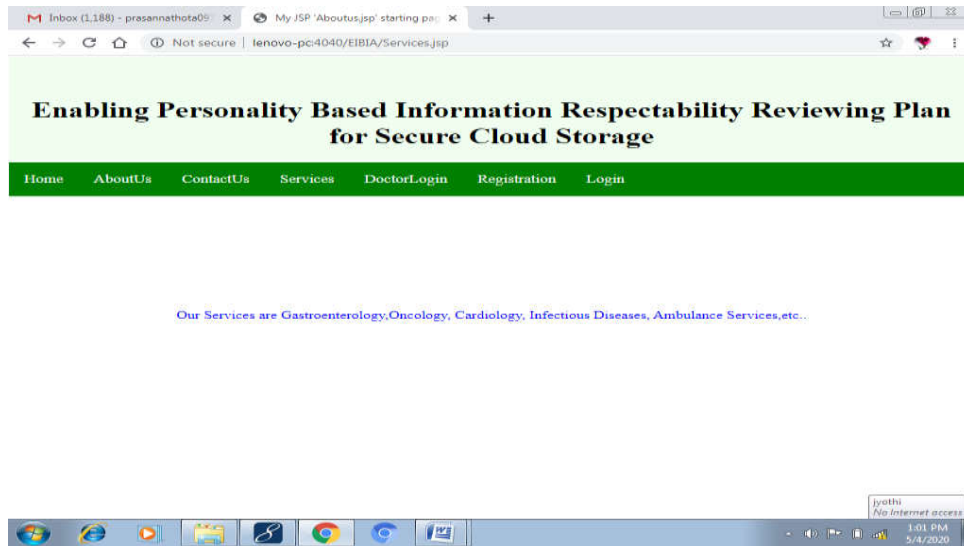 Inbox (1,188) - prasannathota09
My JSP 'Aboutus.jsp' starting pag
Not secure | lenovo-pc:4040/EIBIA/Services.jsp
Enabling Personality Based Information Respectability Reviewing Plan
for Secure Cloud Storage
Home AboutUs ContactUs Services DoctorLogin Registration Login
Our Services are Gastroenterology,Oncology, Cardiology, Infectious Diseases, Ambulance Services,etc..
jyothi
No Internet access
1:01 PM
5/4/2020